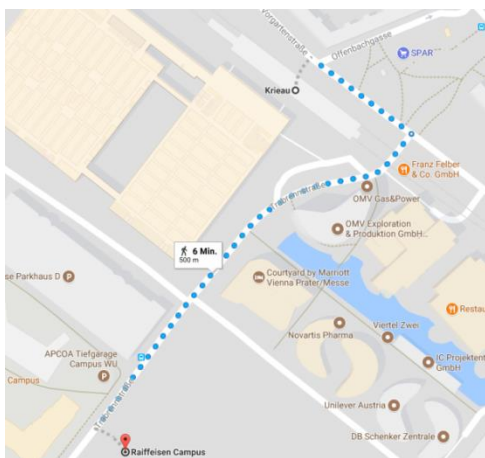 Vorgartenstraße
Offenbachgasse
SPAR
Krieau
Franz Felber
& Co. GmbH
Trabrennstraße
OMV Gas&Power
OMV Exploration
& Production GmbH...
6 Min.
500 m
Courtyard by Marriott
Vienna Prater/Messe
se Parkhaus D
P
Restau
Viertel Zwei
Novartis Pharma
IC Projektent
GmbH
APCOA Tiefgarage
Campus WU
P
Campus
Unilever Austria
Trabrennstraße
DB Schenker Zentrale
Raiffeisen Campus